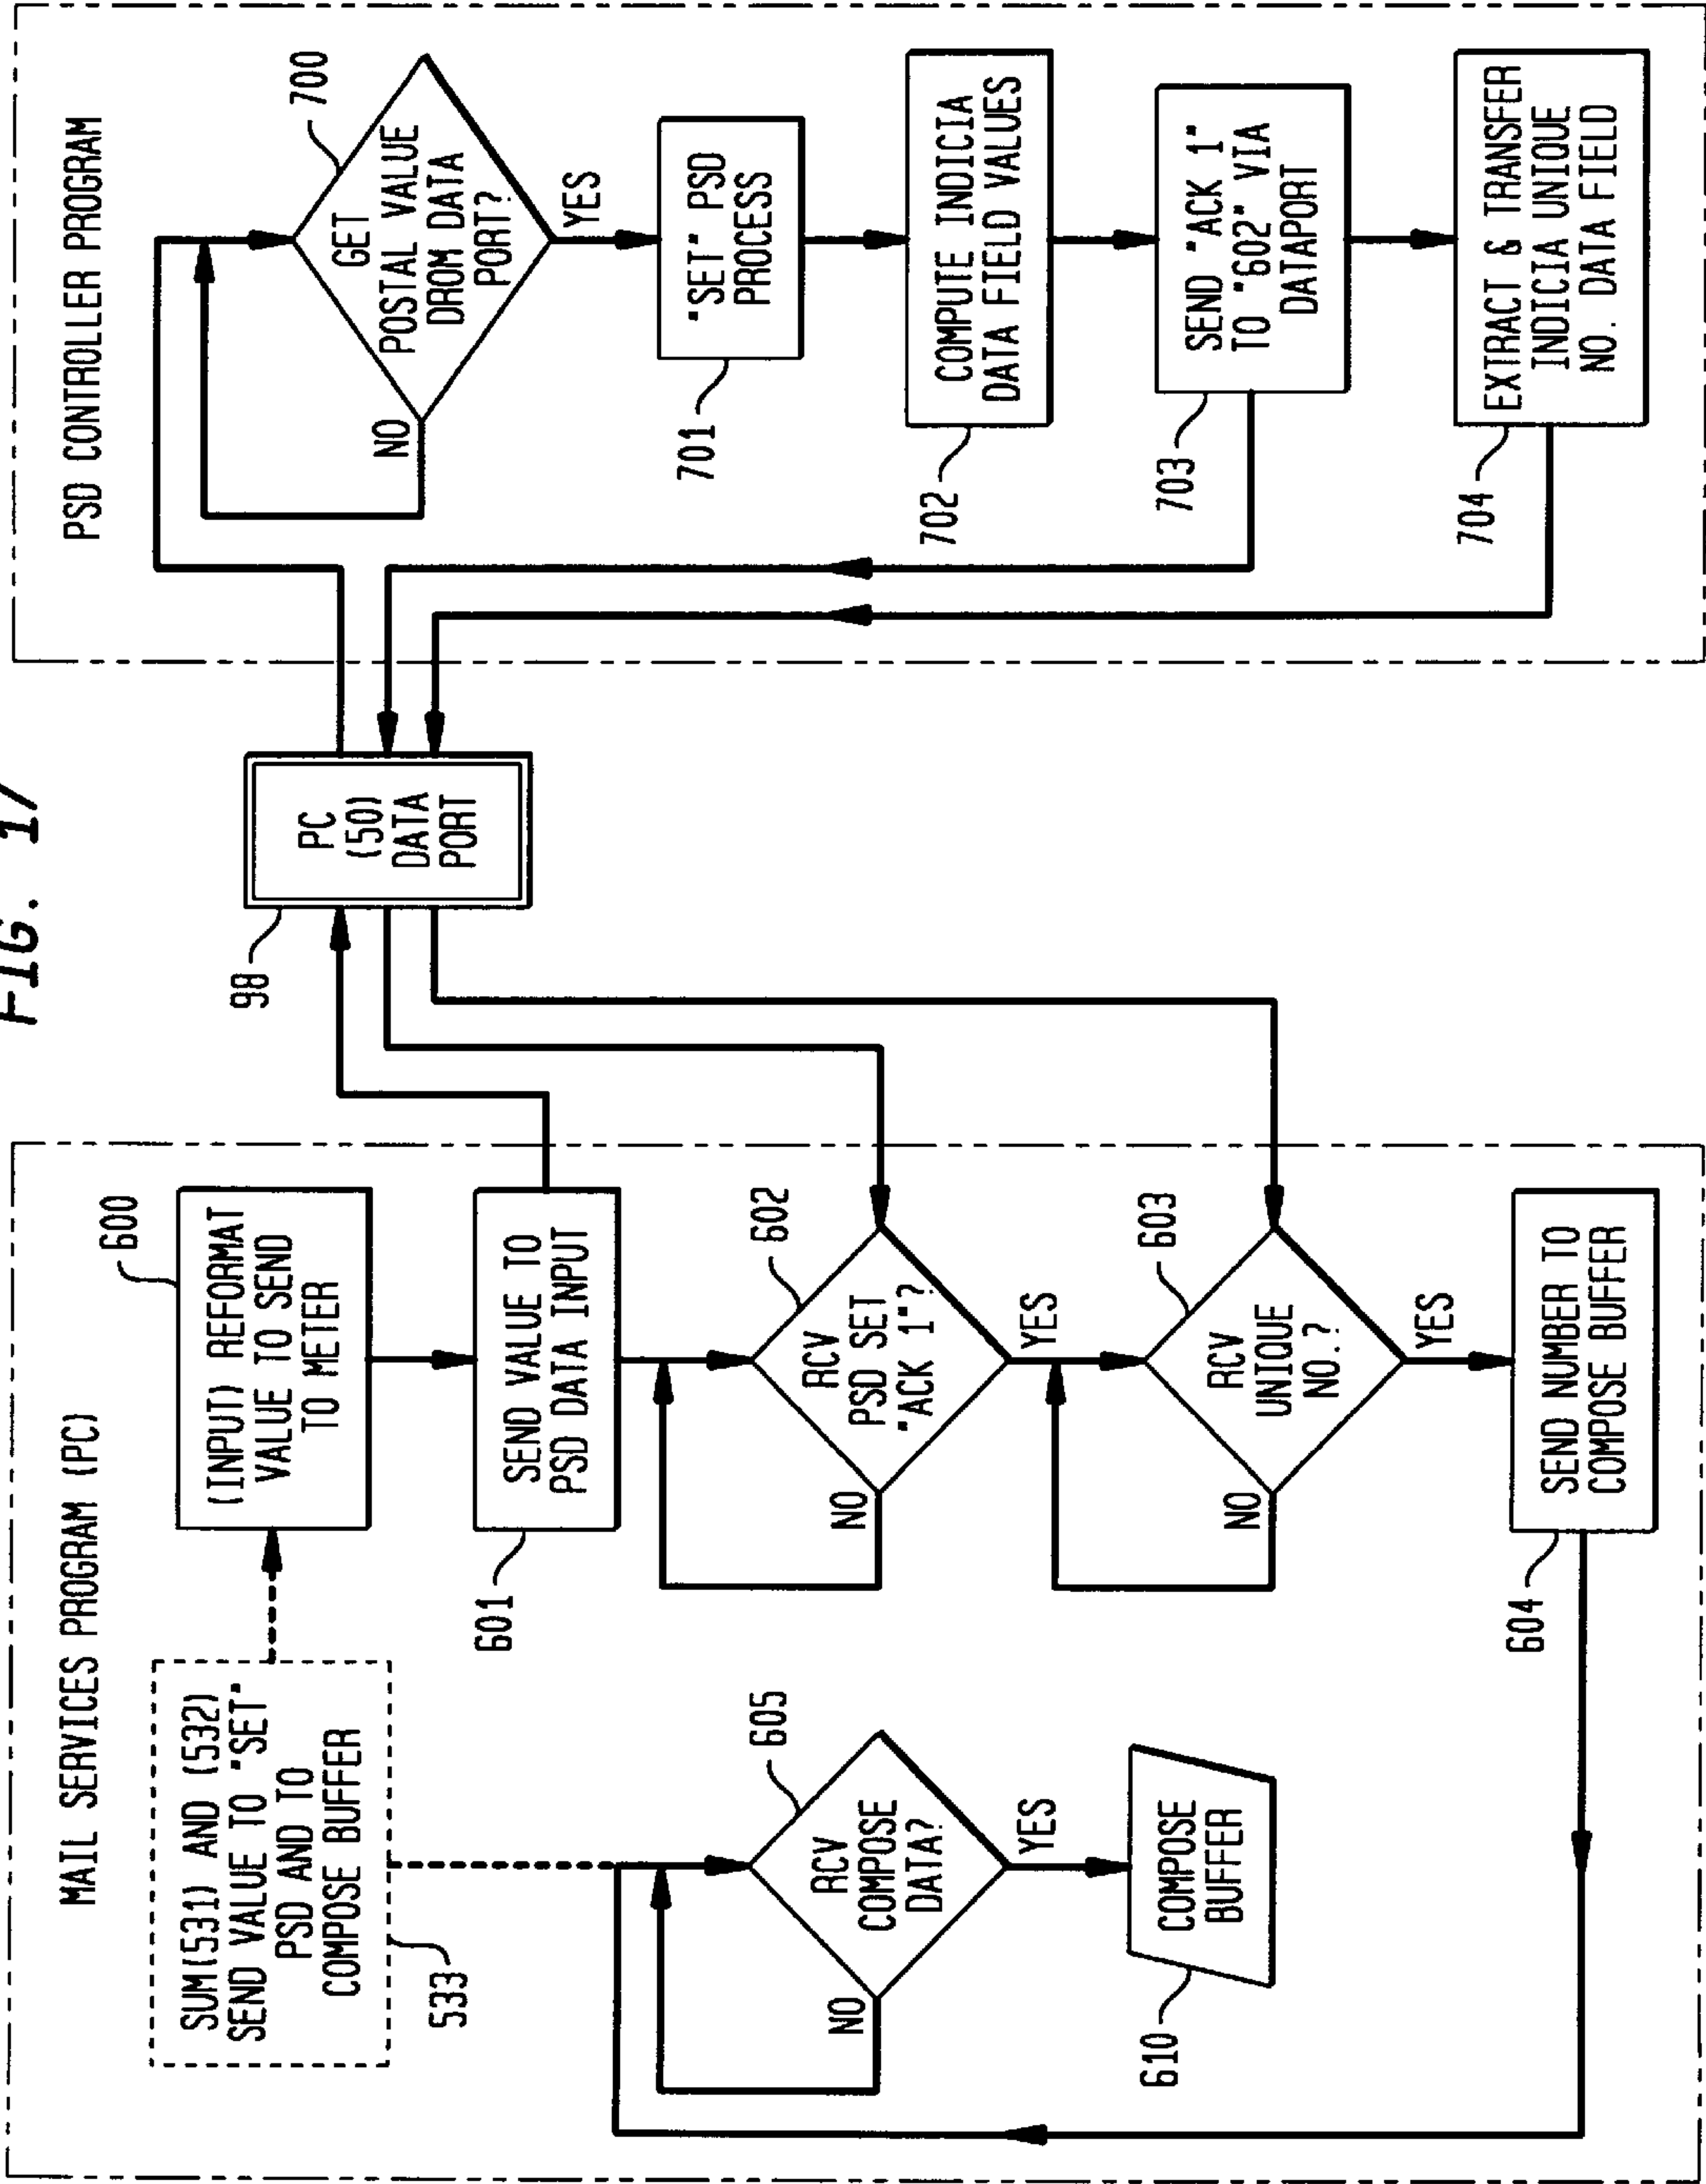 FIG. 17
MAIL SERVICES PROGRAM (PC)
SUM(531) AND (532)
SEND VALUE TO "SET"
PSD AND TO
COMPOSE BUFFER
533
(INPUT) REFORMAT
VALUE TO SEND
TO METER
600
SEND VALUE TO
PSD DATA INPUT
601
RCV
PSD SET
"ACK 1"?
602
NO
YES
RCV
UNIQUE
NO.?
603
NO
YES
SEND NUMBER TO
COMPOSE BUFFER
604
RCV
COMPOSE
DATA?
605
NO
YES
COMPOSE
BUFFER
610
PC
(50)
DATA
PORT
98
PSD CONTROLLER PROGRAM
GET
POSTAL VALUE
DROM DATA
PORT?
700
NO
YES
"SET" PSD
PROCESS
701
COMPUTE INDICIA
DATA FIELD VALUES
702
SEND "ACK 1"
TO "602" VIA
DATAPORT
703
EXTRACT & TRANSFER
INDICIA UNIQUE
NO. DATA FIELD
704